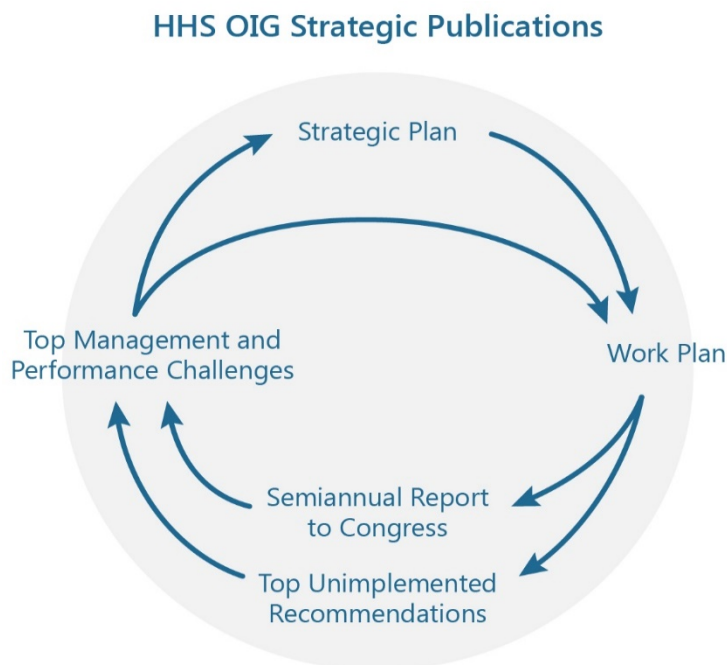 HHS OIG Strategic Publications
Strategic Plan
Top Management and
Performance Challenges
Work Plan
Semiannual Report
to Congress
Top Unimplemented
Recommendations